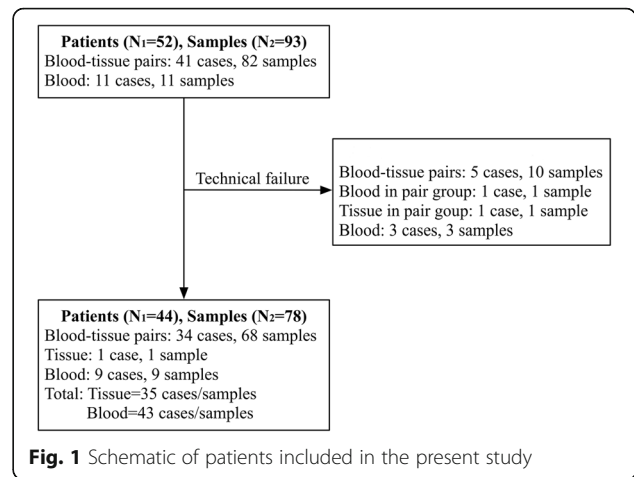 Patients (N₁=52), Samples (N₂=93)
Blood-tissue pairs: 41 cases, 82 samples
Blood: 11 cases, 11 samples
Technical failure
Blood-tissue pairs: 5 cases, 10 samples
Blood in pair group: 1 case, 1 sample
Tissue in pair goup: 1 case, 1 sample
Blood: 3 cases, 3 samples
Patients (N₁=44), Samples (N₂=78)
Blood-tissue pairs: 34 cases, 68 samples
Tissue: 1 case, 1 sample
Blood: 9 cases, 9 samples
Total: Tissue=35 cases/samples
Blood=43 cases/samples
Fig. 1 Schematic of patients included in the present study